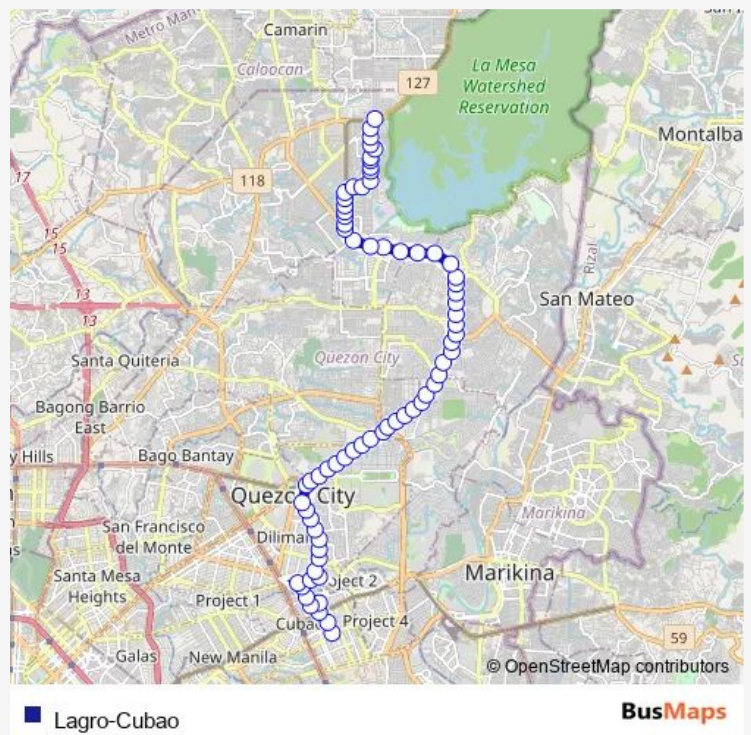 Metro Man
Camarin
Caloocan
127
La Mesa
Watershed
Reservation
Montalba
17
118
15
15
Rizal
13
13
San Mateo
Santa Quiteria
Quezon City
Bagong Barrio
East
y Hills
Bago Bantay
Quezon City
San Francisco
del Monte
Diliman
Marikina
Santa Mesa
Heights
oject 2
Marikina
Project 1
Cubao
Project 4
59
Galas
New Manila
© OpenStreetMap contributors
Lagro-Cubao
BusMaps